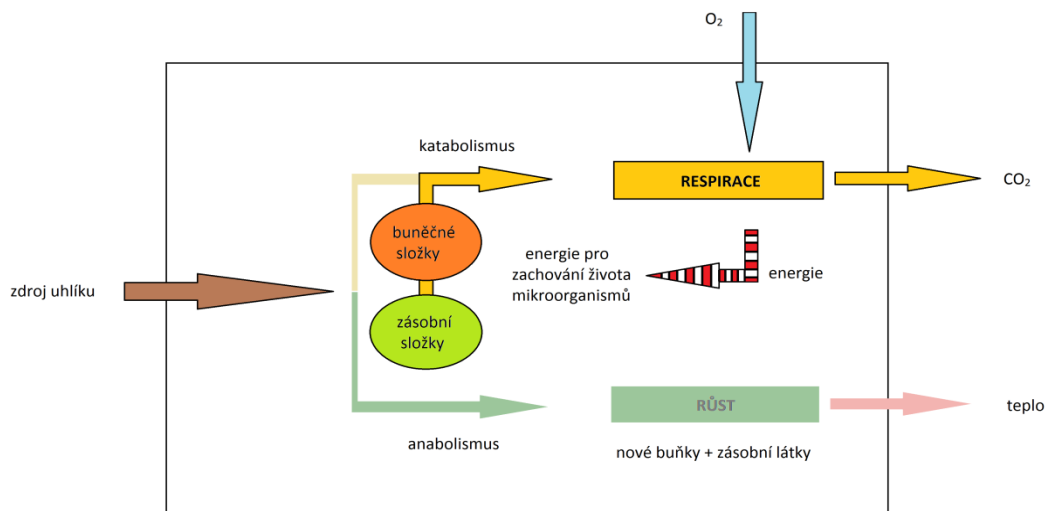 O₂
katabolismus
RESPIRACE
CO₂
buněčné
složky
energie pro
zachování života
mikroorganismů
energie
zdroj uhlíku
zásobní
složky
RŮST
teplo
anabolismus
nové buňky + zásobní látky